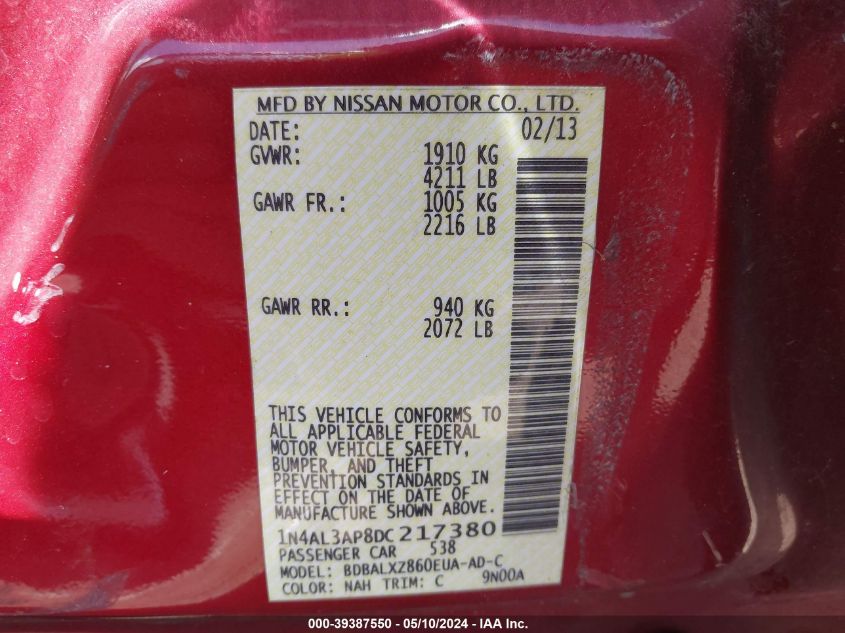 MFD BY NISSAN MOTOR CO., LTD.
DATE: 02/13
GVWR: 1910 KG
4211 LB
GAWR FR.: 1005 KG
2216 LB
GAWR RR.: 940 KG
2072 LB
THIS VEHICLE CONFORMS TO
ALL APPLICABLE FEDERAL
MOTOR VEHICLE SAFETY,
BUMPER, AND THEFT
PREVENTION STANDARDS IN
EFFECT ON THE DATE OF
MANUFACTURE SHOWN ABOVE.
1N4AL3AP8DC217380
PASSENGER CAR 538
MODEL: BDBALXZ860EUA-AD-C
COLOR: NAH TRIM: C 9N00A
000-39387550 - 05/10/2024 - IAA Inc.